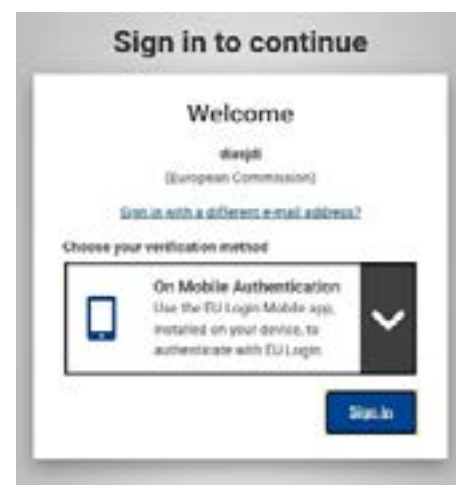 Sign in to continue
Welcome
(European Commission)
Sign in with a different e-mail address?
Choose your verification method
On Mobile Authentication
Use the EU Login Mobile app,
installed on your device, to
authenticate with EU Login
Sign in